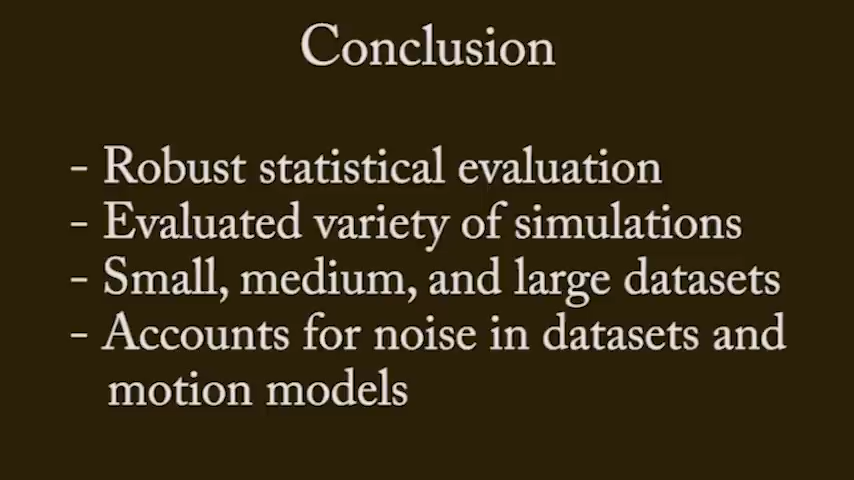 Conclusion
- Robust statistical evaluation
- Evaluated variety of simulations
- Small, medium, and large datasets
- Accounts for noise in datasets and
motion models